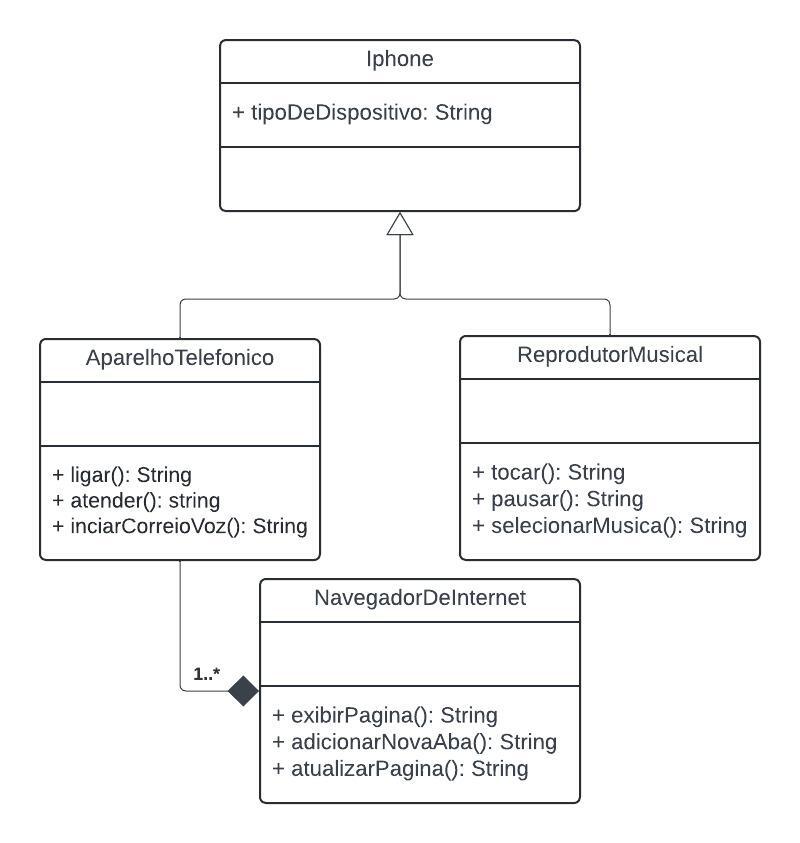 Iphone
+ tipoDeDispositivo: String
AparelhoTelefonico
+ ligar(): String
+ atender(): string
+ inciarCorreioVoz(): String
ReprodutorMusical
+ tocar(): String
+ pausar(): String
+ selecionarMusica(): String
1..*
NavegadorDeInternet
+ exibirPagina(): String
+ adicionarNovaAba(): String
+ atualizarPagina(): String